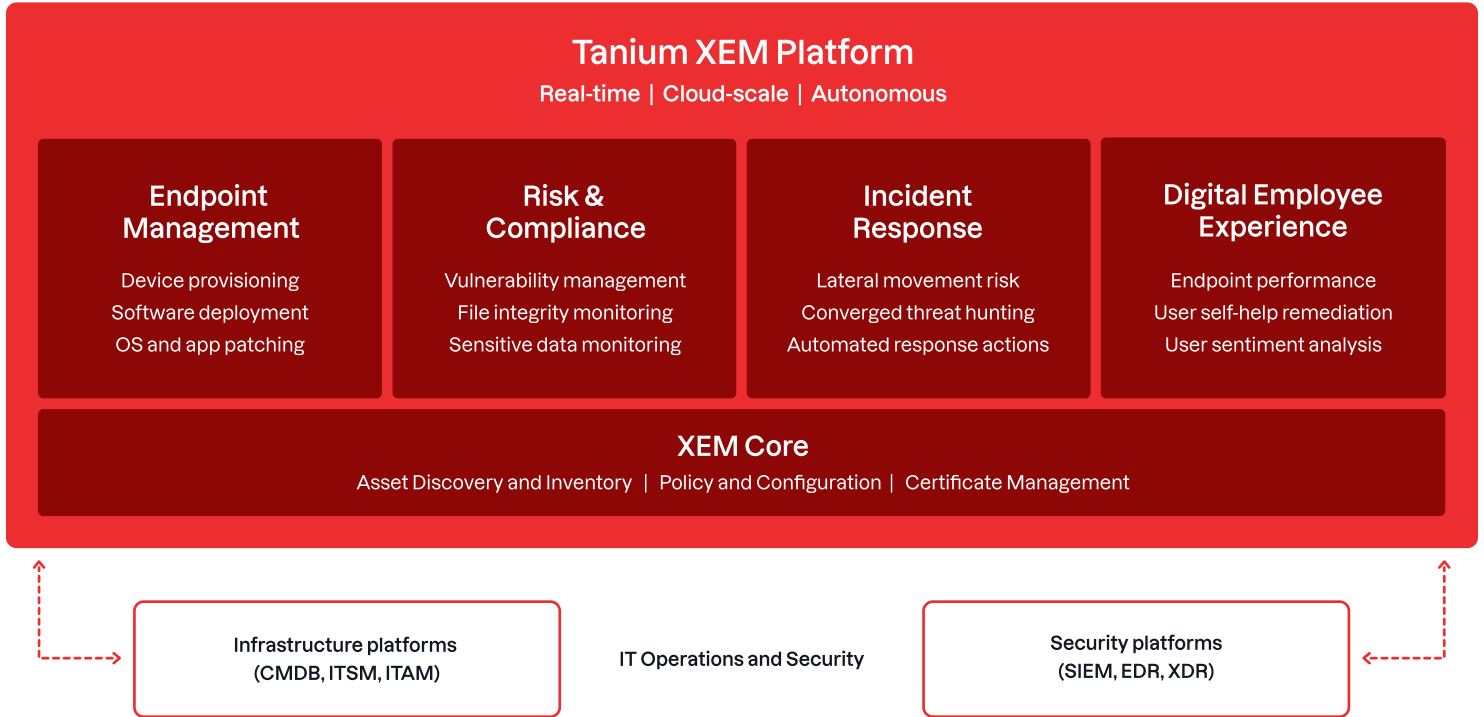 Tanium XEM Platform
Real-time | Cloud-scale | Autonomous
Endpoint
Management
Device provisioning
Software deployment
OS and app patching
Risk &
Compliance
Vulnerability management
File integrity monitoring
Sensitive data monitoring
Incident
Response
Lateral movement risk
Converged threat hunting
Automated response actions
Digital Employee
Experience
Endpoint performance
User self-help remediation
User sentiment analysis
XEM Core
Asset Discovery and Inventory | Policy and Configuration | Certificate Management
Infrastructure platforms
(CMDB, ITSM, ITAM)
IT Operations and Security
Security platforms
(SIEM, EDR, XDR)